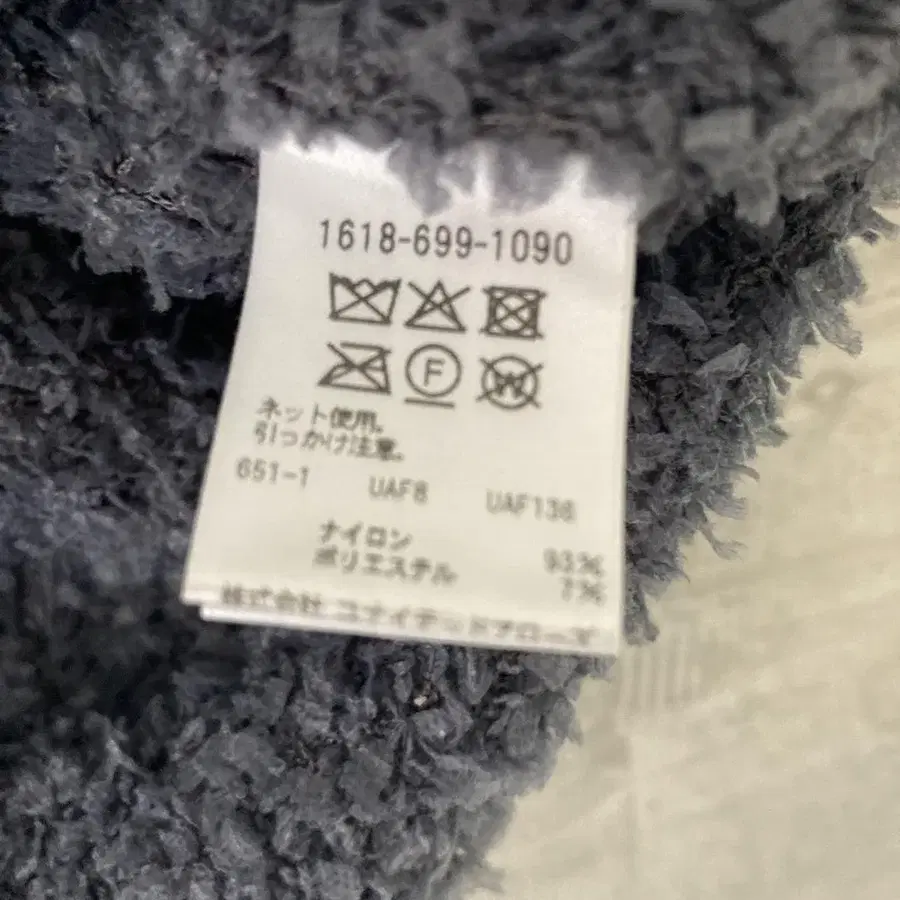 1618-699-1090
F
W
ネット使用。
引っかけ注意。
651-1 UAF8 UAF136
ナイロン 93%
ポリエステル 7%
株式会社 ユナイテッドアローズ